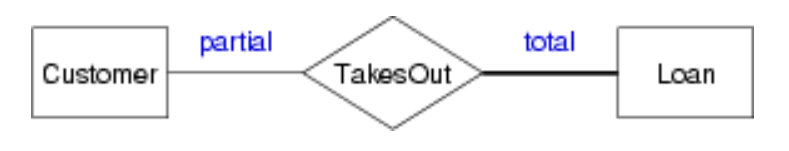 partial
total
Customer
TakesOut
Loan